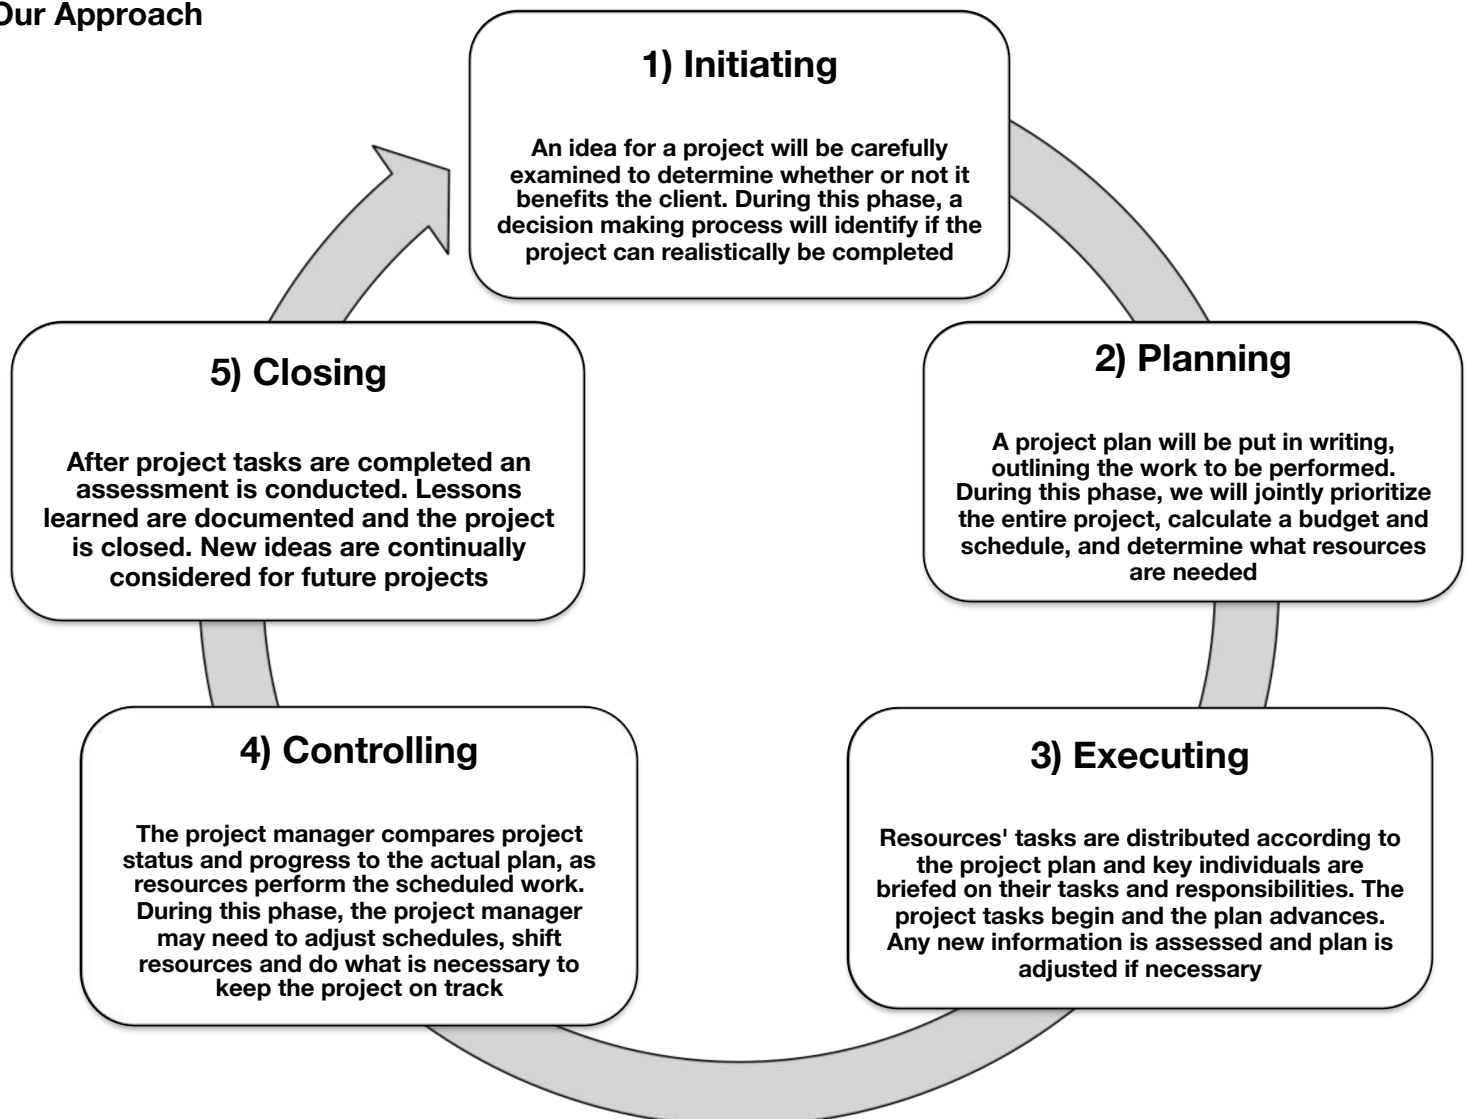 Our Approach
1) Initiating
An idea for a project will be carefully
examined to determine whether or not it
benefits the client. During this phase, a
decision making process will identify if the
project can realistically be completed
2) Planning
A project plan will be put in writing,
outlining the work to be performed.
During this phase, we will jointly prioritize
the entire project, calculate a budget and
schedule, and determine what resources
are needed
3) Executing
Resources' tasks are distributed according to
the project plan and key individuals are
briefed on their tasks and responsibilities. The
project tasks begin and the plan advances.
Any new information is assessed and plan is
adjusted if necessary
4) Controlling
The project manager compares project
status and progress to the actual plan, as
resources perform the scheduled work.
During this phase, the project manager
may need to adjust schedules, shift
resources and do what is necessary to
keep the project on track
5) Closing
After project tasks are completed an
assessment is conducted. Lessons
learned are documented and the project
is closed. New ideas are continually
considered for future projects